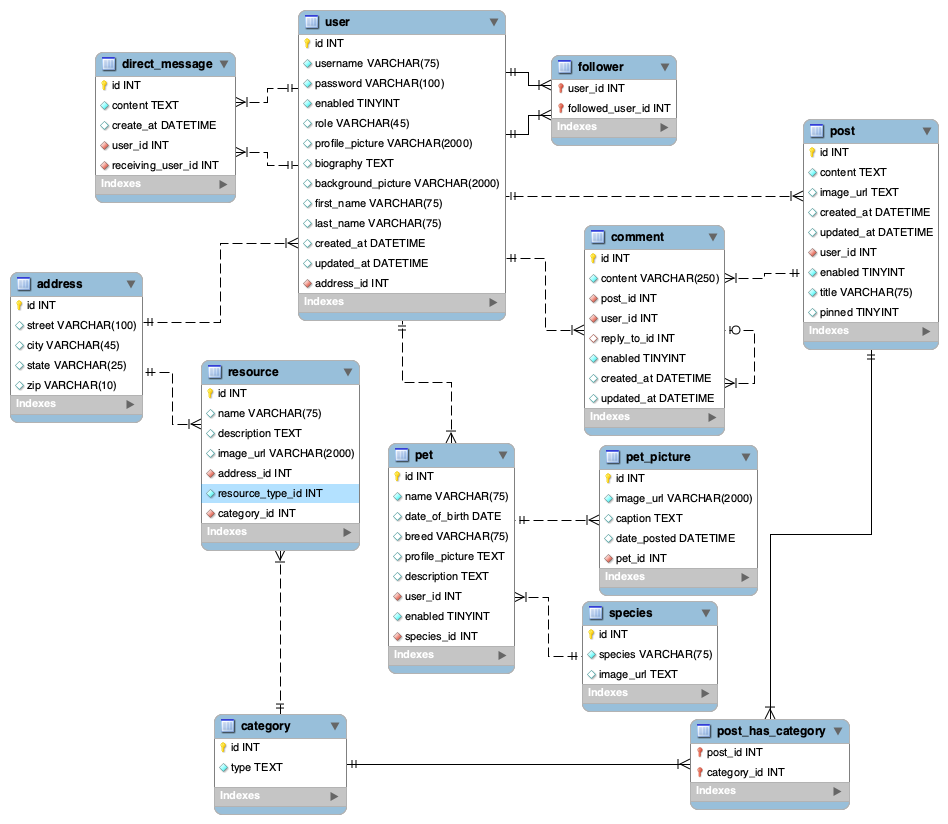 user
id INT
username VARCHAR(75)
password VARCHAR(100)
enabled TINYINT
role VARCHAR(45)
profile_picture VARCHAR(2000)
biography TEXT
background_picture VARCHAR(2000)
first_name VARCHAR(75)
last_name VARCHAR(75)
created_at DATETIME
updated_at DATETIME
address_id INT
Indexes
direct_message
id INT
content TEXT
create_at DATETIME
user_id INT
receiving_user_id INT
Indexes
follower
user_id INT
followed_user_id INT
Indexes
post
id INT
content TEXT
image_url TEXT
created_at DATETIME
updated_at DATETIME
user_id INT
enabled TINYINT
title VARCHAR(75)
pinned TINYINT
Indexes
comment
id INT
content VARCHAR(250)
post_id INT
user_id INT
reply_to_id INT
enabled TINYINT
created_at DATETIME
updated_at DATETIME
Indexes
address
id INT
street VARCHAR(100)
city VARCHAR(45)
state VARCHAR(25)
zip VARCHAR(10)
Indexes
resource
id INT
name VARCHAR(75)
description TEXT
image_url VARCHAR(2000)
address_id INT
resource_type_id INT
category_id INT
Indexes
pet
id INT
name VARCHAR(75)
date_of_birth DATE
breed VARCHAR(75)
profile_picture TEXT
description TEXT
user_id INT
enabled TINYINT
species_id INT
Indexes
pet_picture
id INT
image_url VARCHAR(2000)
caption TEXT
date_posted DATETIME
pet_id INT
Indexes
species
id INT
species VARCHAR(75)
image_url TEXT
Indexes
category
id INT
type TEXT
Indexes
post_has_category
post_id INT
category_id INT
Indexes